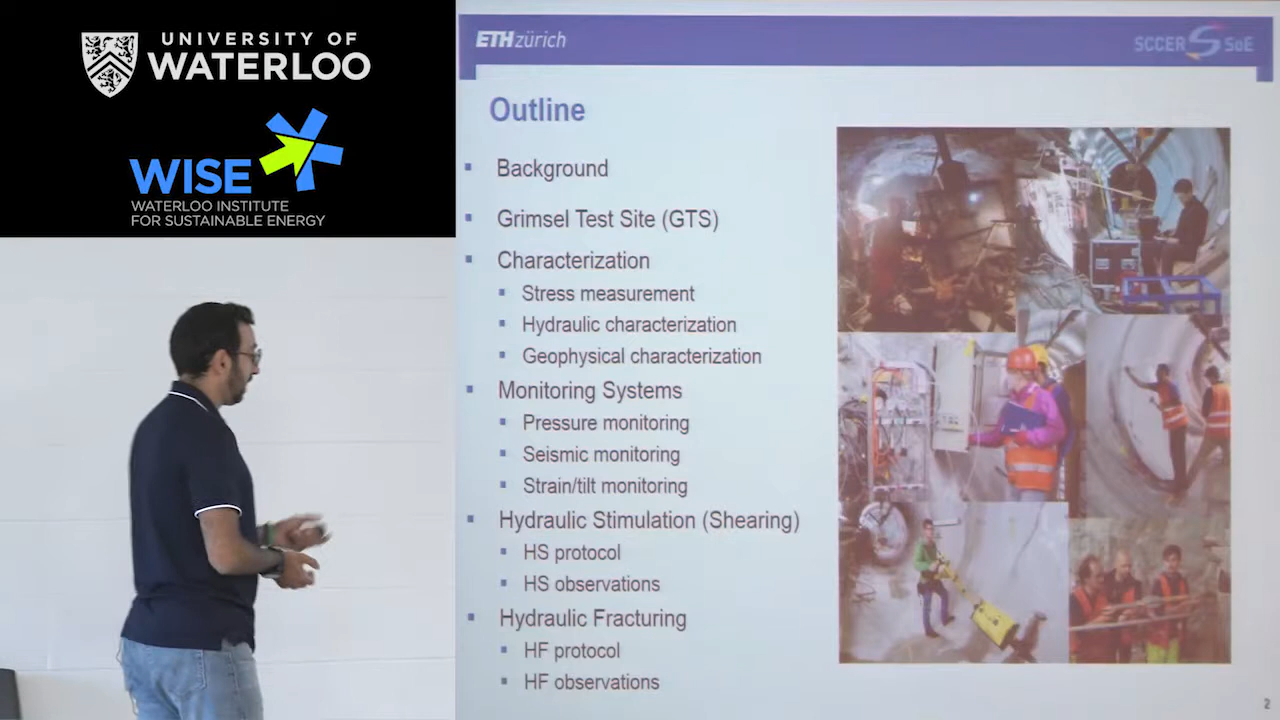 UNIVERSITY OF
WATERLOO
WISE
WATERLOO INSTITUTE
FOR SUSTAINABLE ENERGY
ETH zürich
SCCER SoE
Outline
Background
Grimsel Test Site (GTS)
Characterization
Stress measurement
Hydraulic characterization
Geophysical characterization
Monitoring Systems
Pressure monitoring
Seismic monitoring
Strain/tilt monitoring
Hydraulic Stimulation (Shearing)
HS protocol
HS observations
Hydraulic Fracturing
HF protocol
HF observations
2